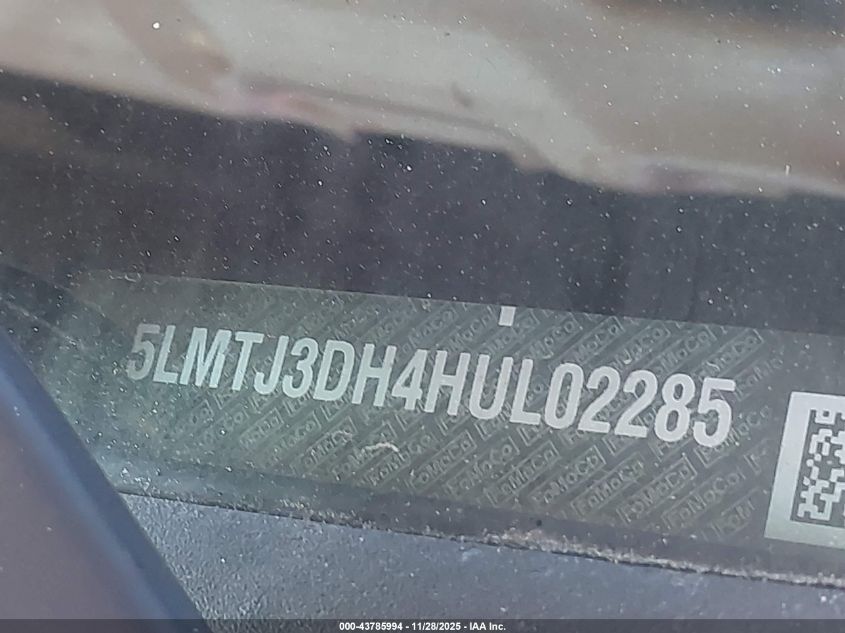 5LMTJ3DH4HUL02285
000-43785994 - 11/28/2025 - IAA Inc.